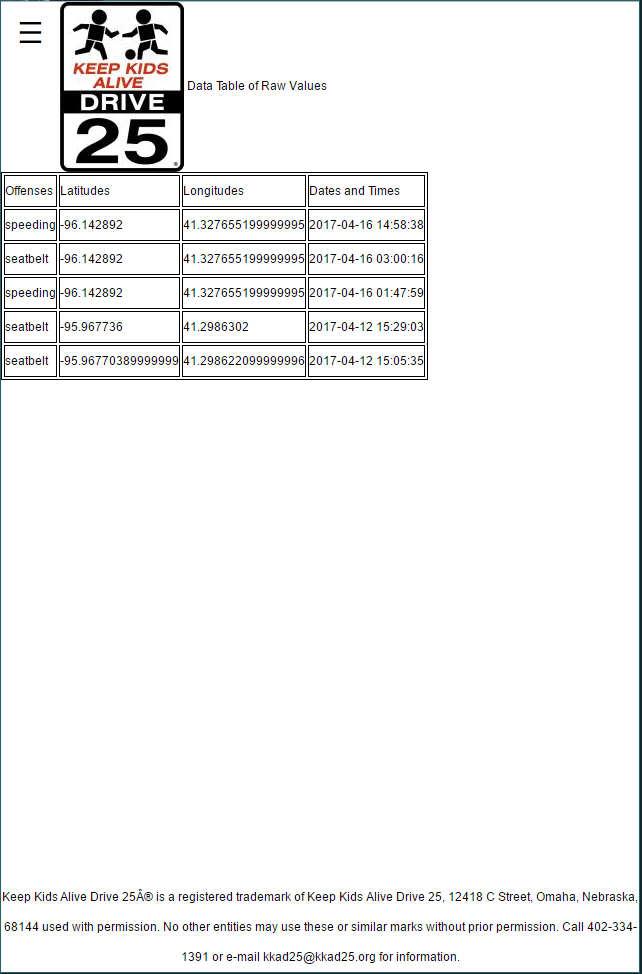 ☰
KEEP KIDS
ALIVE
DRIVE
25
®
Data Table of Raw Values
Offenses Latitudes Longitudes Dates and Times
speeding -96.142892 41.327655199999995 2017-04-16 14:58:38
seatbelt -96.142892 41.327655199999995 2017-04-16 03:00:16
speeding -96.142892 41.327655199999995 2017-04-16 01:47:59
seatbelt -95.967736 41.2986302 2017-04-12 15:29:03
seatbelt -95.96770389999999 41.298622099999996 2017-04-12 15:05:35
Keep Kids Alive Drive 25Â® is a registered trademark of Keep Kids Alive Drive 25, 12418 C Street, Omaha, Nebraska,
68144 used with permission. No other entities may use these or similar marks without prior permission. Call 402-334-
1391 or e-mail kkad25@kkad25.org for information.